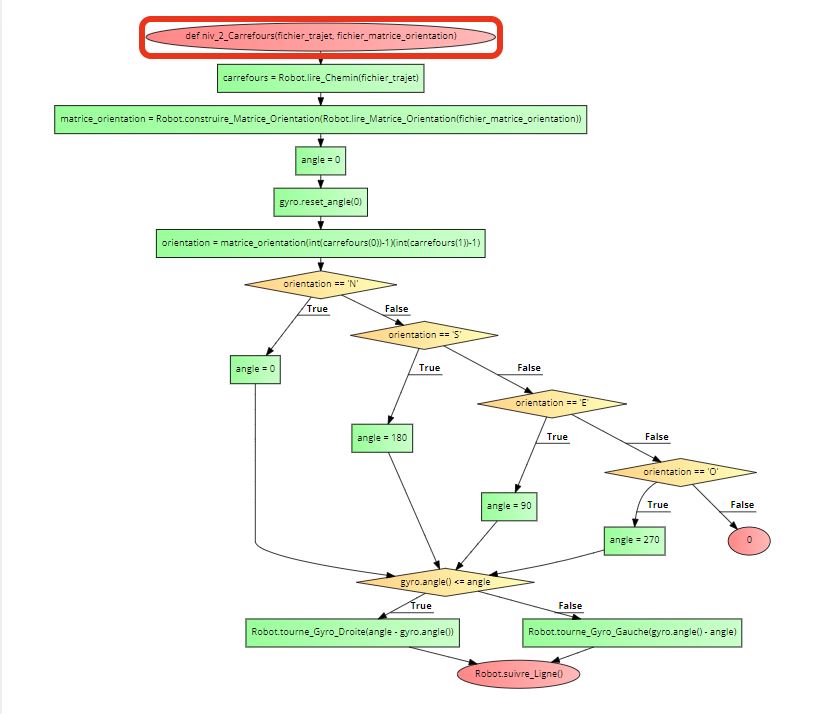 def niv_2_Carrefours(fichier_trajet, fichier_matrice_orientation)
carrefours = Robot.lire_Chemin(fichier_trajet)
matrice_orientation = Robot.construire_Matrice_Orientation(Robot.lire_Matrice_Orientation(fichier_matrice_orientation))
angle = 0
gyro.reset_angle(0)
orientation = matrice_orientation(int(carrefours(0))-1)(int(carrefours(1))-1)
orientation == 'N'
True
False
orientation == 'S'
angle = 0
True
False
orientation == 'E'
angle = 180
True
False
orientation == 'O'
angle = 90
True
False
angle = 270
0
gyro.angle() <= angle
True
False
Robot.tourne_Gyro_Droite(angle - gyro.angle())
Robot.tourne_Gyro_Gauche(gyro.angle() - angle)
Robot.suivre_Ligne()